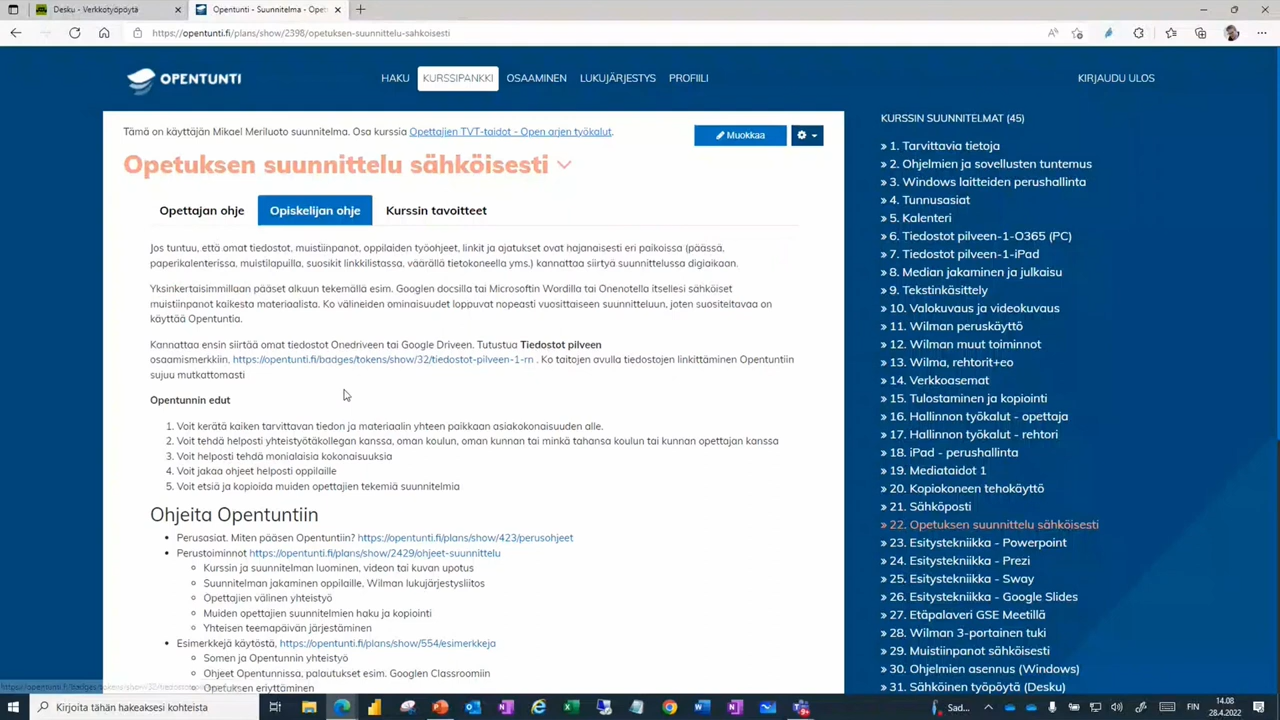 Desku - Verkkotyöpöytä
Opentunti - Suunnitelma - Opet
https://opentunti.fi/plans/show/2398/opetuksen-suunnittelu-sahkoisesti
OPENTUNTI
HAKU
KURSSIPANKKI
OSAAMINEN
LUKUJÄRJESTYS
PROFIILI
KIRJAUDU ULOS
Tämä on käyttäjän Mikael Meriluoto suunnitelma. Osa kurssia Opettajien TVT-taidot - Open arjen työkalut.
Muokkaa
Opetuksen suunnittelu sähköisesti
Opettajan ohje
Opiskelijan ohje
Kurssin tavoitteet
Jos tuntuu, että omat tiedostot, muistiinpanot, oppilaiden työohjeet, linkit ja ajatukset ovat hajanaisesti eri paikoissa (päässä,
paperikalenterissa, muistilapuilla, suosikit linkkilistassa, väärällä tietokoneella yms.) kannattaa siirtyä suunnittelussa digiaikaan.
Yksinkertaisimmillaan pääset alkuun tekemällä esim. Googlen docsilla tai Microsoftin Wordilla tai Onenotella itsellesi sähköiset
muistiinpanot kaikesta materiaalista. Ko välineiden ominaisuudet loppuvat nopeasti vuosittaiseen suunnitteluun, joten suositeltavaa on
käyttää Opentuntia.
Kannattaa ensin siirtää omat tiedostot Onedriveen tai Google Driveen. Tutustua Tiedostot pilveen
osaamismerkkiin, https://opentunti.fi/badges/tokens/show/32/tiedostot-pilveen-1-rn . Ko taitojen avulla tiedostojen linkittäminen Opentuntiin
sujuu mutkattomasti
Opentunnin edut
1. Voit kerätä kaiken tarvittavan tiedon ja materiaalin yhteen paikkaan asiakokonaisuuden alle.
2. Voit tehdä helposti yhteistyötäkollegan kanssa, oman koulun, oman kunnan tai minkä tahansa koulun tai kunnan opettajan kanssa
3. Voit helposti tehdä monialaisia kokonaisuuksia
4. Voit jakaa ohjeet helposti oppilaille
5. Voit etsiä ja kopioida muiden opettajien tekemiä suunnitelmia
Ohjeita Opentuntiin
Perusasiat. Miten pääsen Opentuntiin? https://opentunti.fi/plans/show/423/perusohjeet
Perustoiminnot https://opentunti.fi/plans/show/2429/ohjeet-suunnittelu
Kurssin ja suunnitelman luominen, videon tai kuvan upotus
Suunnitelman jakaminen oppilaille, Wilman lukujärjestysliitos
Opettajien välinen yhteistyö
Muiden opettajien suunnitelmien haku ja kopiointi
Yhteisen teemapäivän järjestäminen
Esimerkkejä käytöstä, https://opentunti.fi/plans/show/554/esimerkkeja
Somen ja Opentunnin yhteistyö
Ohjeet Opentunnissa, palautukset esim. Googlen Classroomiin
Opetuksen eriyttäminen
KURSSIN SUUNNITELMAT (45)
» 1. Tarvittavia tietoja
» 2. Ohjelmien ja sovellusten tuntemus
» 3. Windows laitteiden perushallinta
» 4. Tunnusasiat
» 5. Kalenteri
» 6. Tiedostot pilveen-1-O365 (PC)
» 7. Tiedostot pilveen-1-iPad
» 8. Median jakaminen ja julkaisu
» 9. Tekstinkäsittely
» 10. Valokuvaus ja videokuvaus
» 11. Wilman peruskäyttö
» 12. Wilman muut toiminnot
» 13. Wilma, rehtorit+eo
» 14. Verkkoasemat
» 15. Tulostaminen ja kopiointi
» 16. Hallinnon työkalut - opettaja
» 17. Hallinnon työkalut - rehtori
» 18. iPad - perushallinta
» 19. Mediataidot 1
» 20. Kopiokoneen tehokäyttö
» 21. Sähköposti
» 22. Opetuksen suunnittelu sähköisesti
» 23. Esitystekniikka - Powerpoint
» 24. Esitystekniikka - Prezi
» 25. Esitystekniikka - Sway
» 26. Esitystekniikka - Google Slides
» 27. Etäpalaveri GSE Meetillä
» 28. Wilman 3-portainen tuki
» 29. Muistiinpanot sähköisesti
» 30. Ohjelmien asennus (Windows)
» 31. Sähköinen työpöytä (Desku)
Kirjoita tähän hakeaksesi kohteista
Sad...
FIN
14.08
28.4.2022